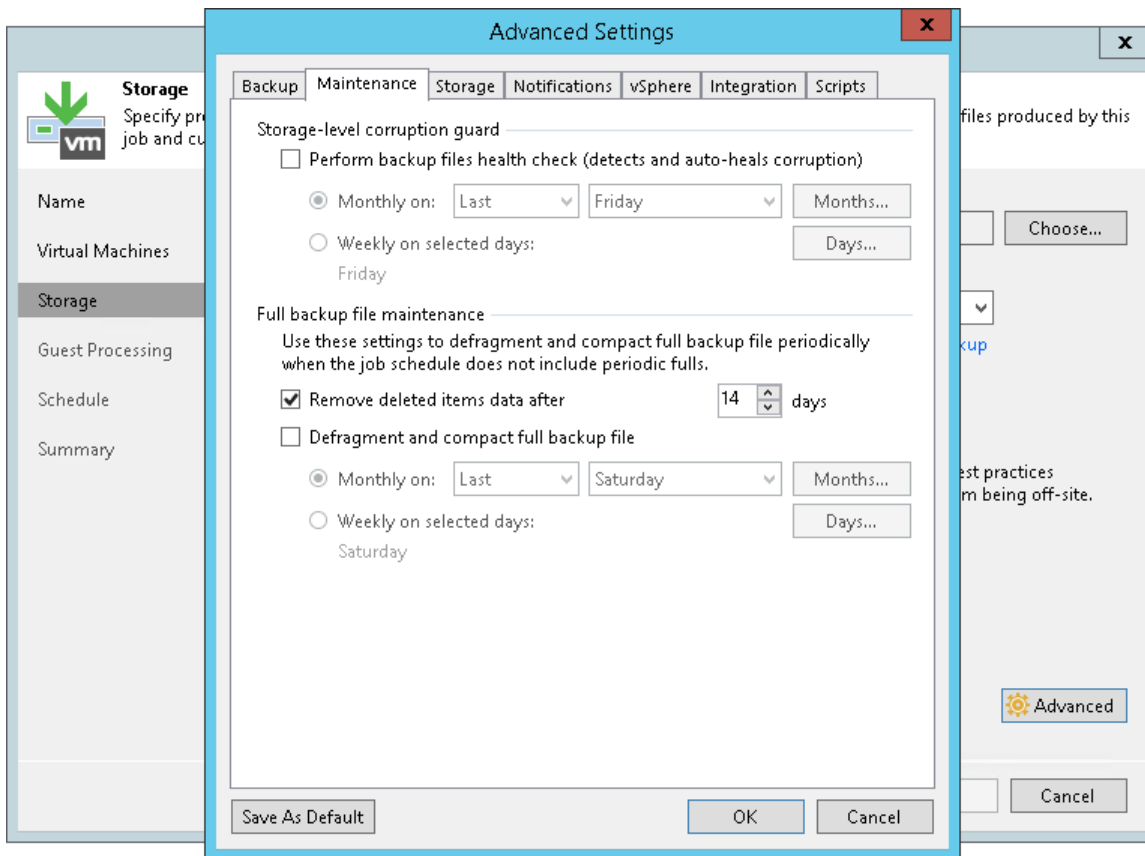 Advanced Settings
x
x
Storage
Specify pr
job and cu
files produced by this
vm
Name
Virtual Machines
Storage
Guest Processing
Schedule
Summary
Backup Maintenance Storage Notifications vSphere Integration Scripts
Storage-level corruption guard
Perform backup files health check (detects and auto-heals corruption)
Monthly on: Last Friday Months...
Weekly on selected days: Days...
Friday
Full backup file maintenance
Use these settings to defragment and compact full backup file periodically
when the job schedule does not include periodic fulls.
Remove deleted items data after 14 days
Defragment and compact full backup file
Monthly on: Last Saturday Months...
Weekly on selected days: Days...
Saturday
Choose...
kup
est practices
m being off-site.
Advanced
Save As Default OK Cancel
Cancel